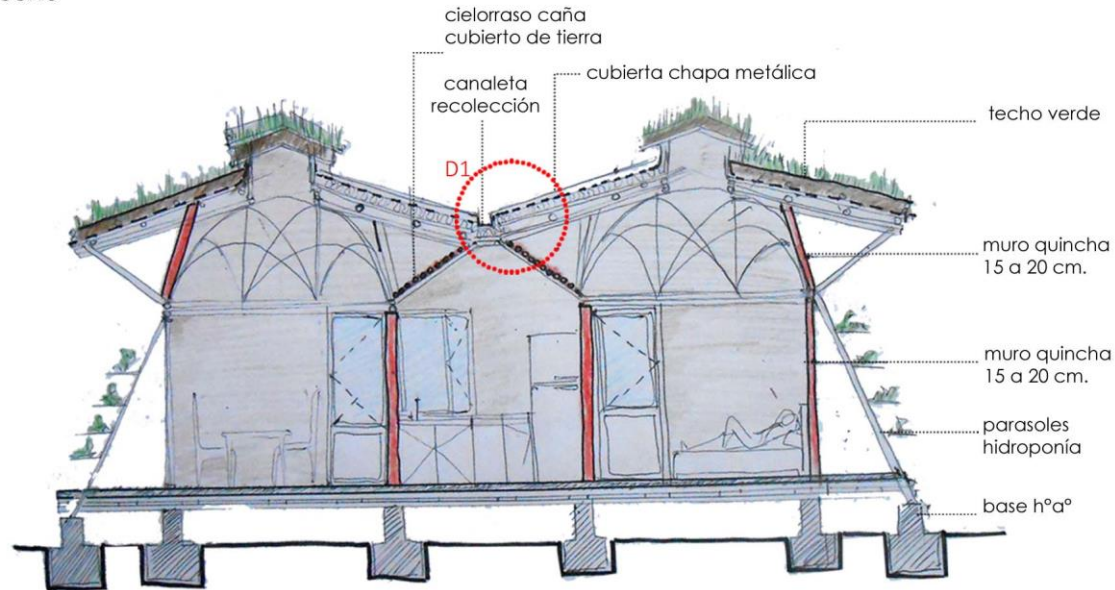 cielorraso caña
cubierto de tierra
canaleta
recolección
cubierta chapa metálica
techo verde
D1
muro quincha
15 a 20 cm.
muro quincha
15 a 20 cm.
parasoles
hidroponía
base hºaº